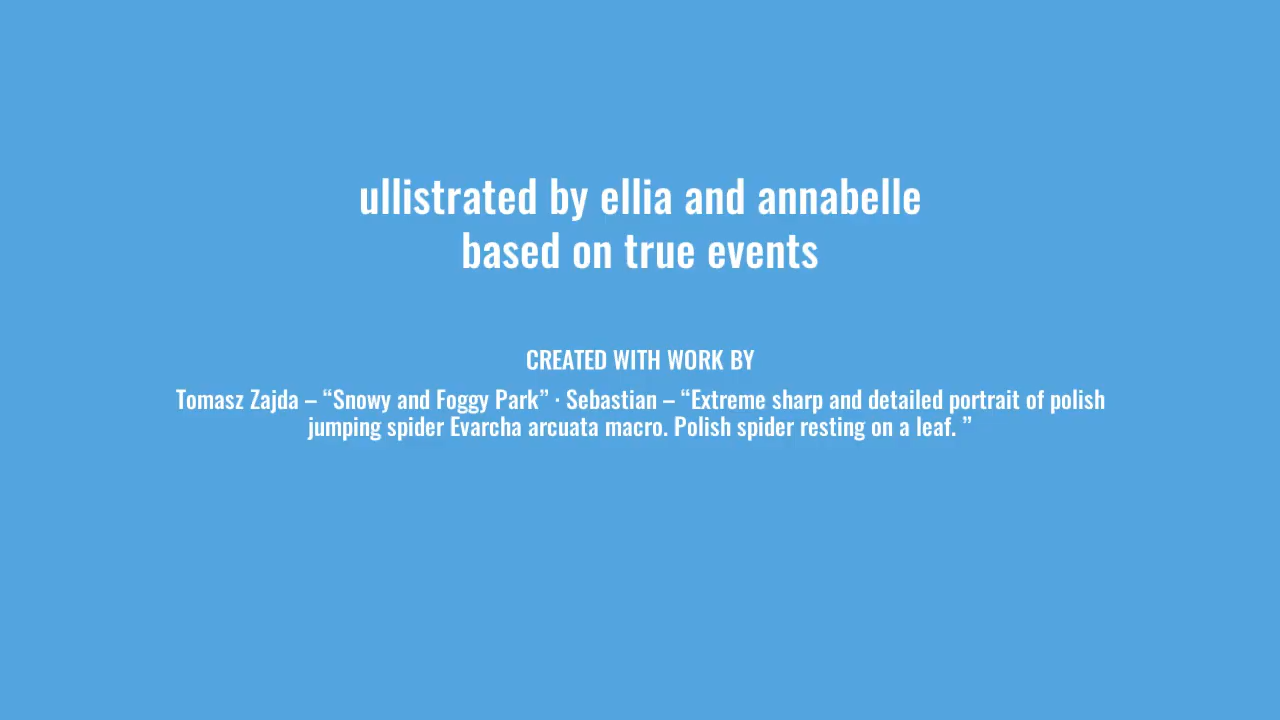 ullistrated by ellia and annabelle
based on true events
CREATED WITH WORK BY
Tomasz Zajda – “Snowy and Foggy Park” · Sebastian – “Extreme sharp and detailed portrait of polish
jumping spider Evarcha arcuata macro. Polish spider resting on a leaf. ”